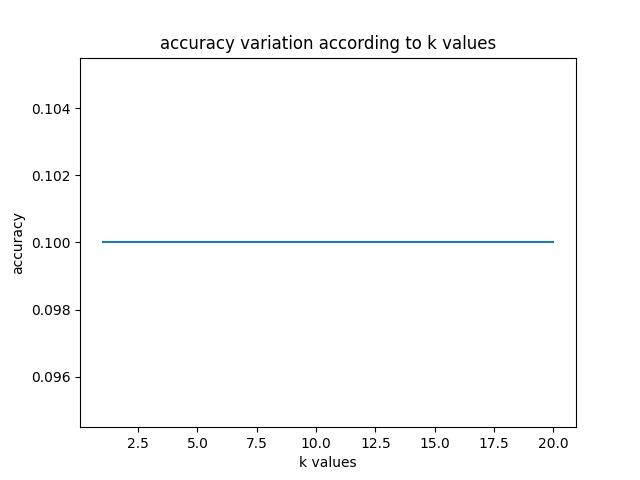 accuracy variation according to k values
0.104
0.102
0.100
0.098
0.096
accuracy
2.5 5.0 7.5 10.0 12.5 15.0 17.5 20.0
k values